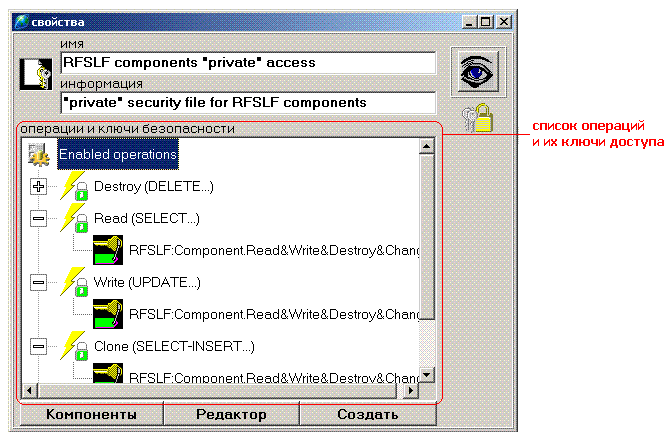 свойства
имя
RFSLF components "private" access
информация
"private" security file for RFSLF components
операции и ключи безопасности
список операций
и их ключи доступа
Enabled operations
Destroy (DELETE...)
Read (SELECT...)
RFSLF:Component.Read&Write&Destroy&Chang
Write (UPDATE...)
RFSLF:Component.Read&Write&Destroy&Chang
Clone (SELECT-INSERT...)
RFSLF:Component.Read&Write&Destroy&Chang
Компоненты
Редактор
Создать